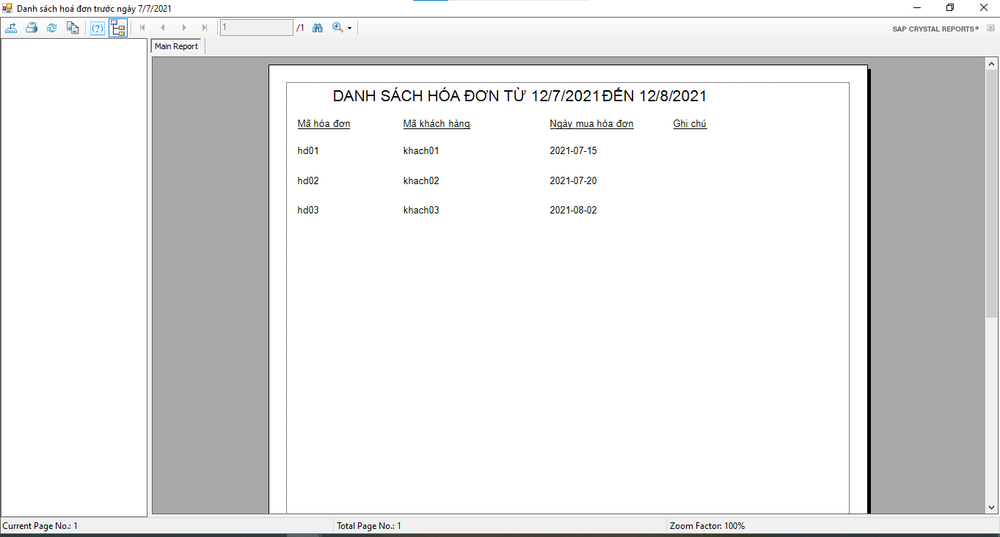 Danh sách hoá đơn trước ngày 7/7/2021
1 /1
SAP CRYSTAL REPORTS®
Main Report
DANH SÁCH HÓA ĐƠN TỪ 12/7/2021 ĐẾN 12/8/2021
Mã hóa đơn Mã khách hàng Ngày mua hóa đơn Ghi chú
hd01 khach01 2021-07-15
hd02 khach02 2021-07-20
hd03 khach03 2021-08-02
Current Page No.: 1 Total Page No.: 1 Zoom Factor: 100%